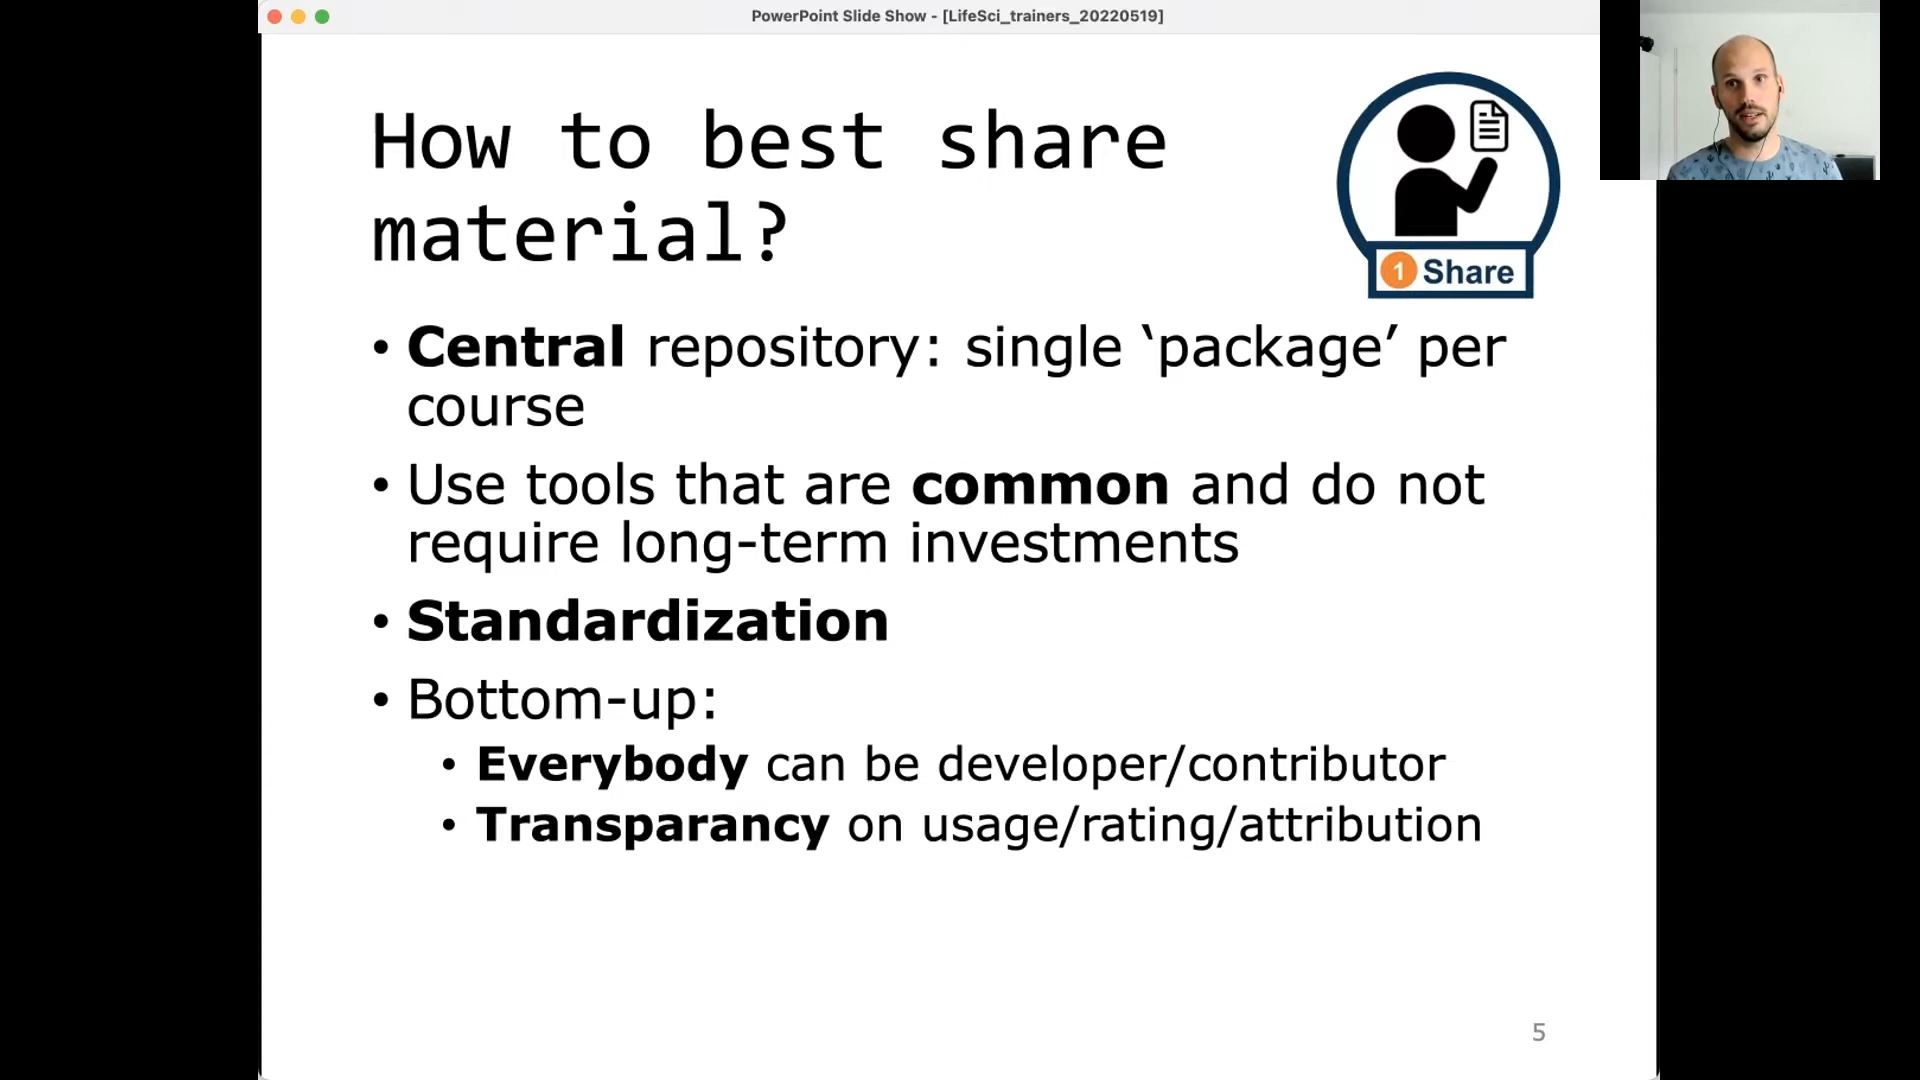 PowerPoint Slide Show - [LifeSci_trainers_20220519]
How to best share
material?
1 Share
• Central repository: single ‘package’ per
course
• Use tools that are common and do not
require long-term investments
• Standardization
• Bottom-up:
• Everybody can be developer/contributor
• Transparancy on usage/rating/attribution
5